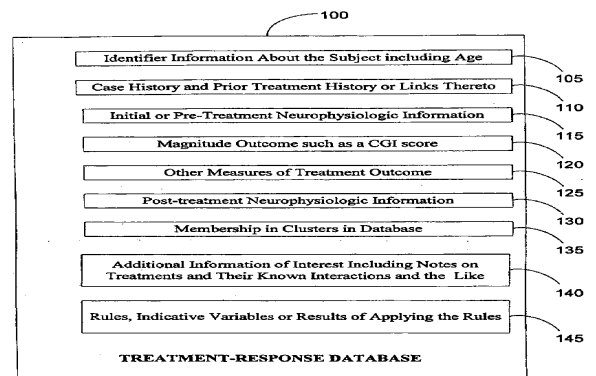 100
Identifier Information About the Subject including Age
105
Case History and Prior Treatment History or Links Thereto
110
Initial or Pre-Treatment Neurophysiologic Information
115
Magnitude Outcome such as a CGI score
120
Other Measures of Treatment Outcome
125
Post-treatment Neurophysiologic Information
130
Membership in Clusters in Database
135
Additional Information of Interest Including Notes on
Treatments and Their Known Interactions and the Like
140
Rules, Indicative Variables or Results of Applying the Rules
145
TREATMENT-RESPONSE DATABASE